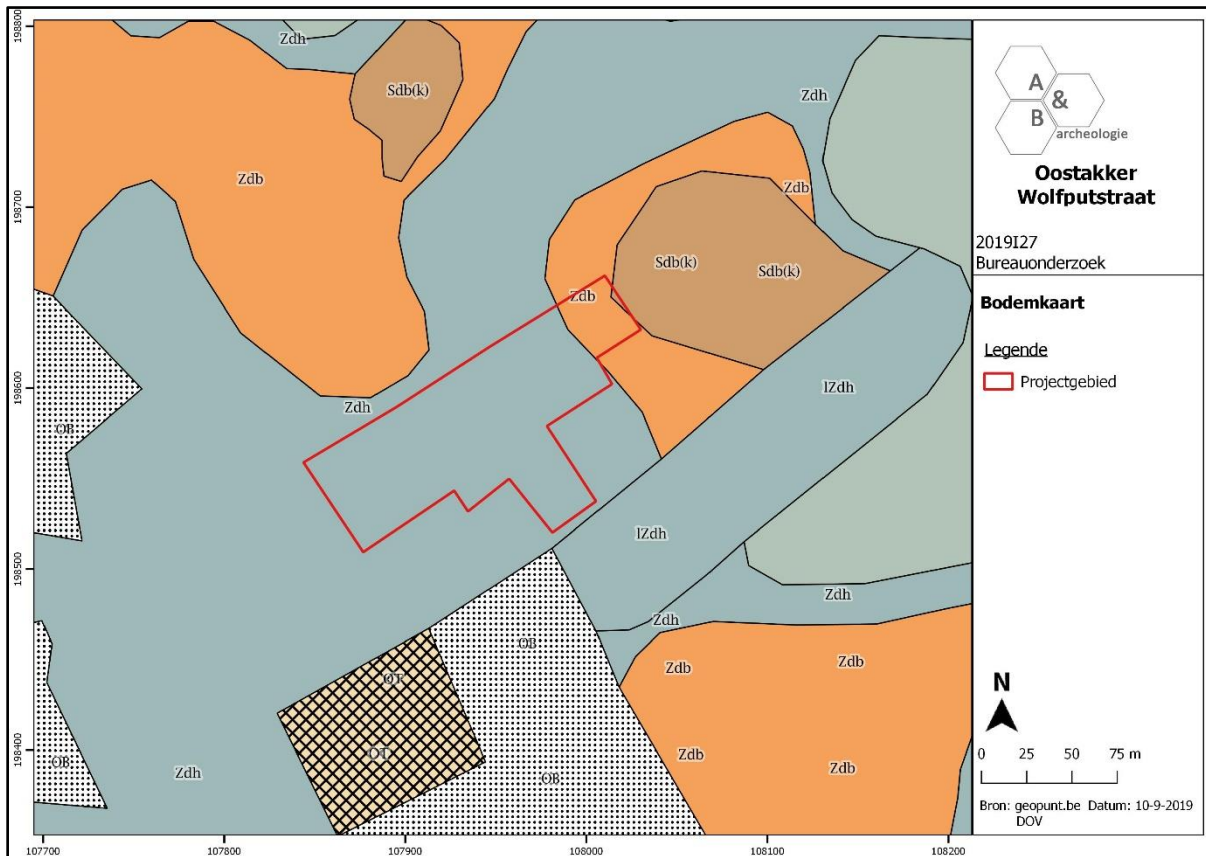 198800
198700
198600
198500
198400
107700
107800
107900
108000
108100
108200
Zdh
Sdb(k)
Zdh
Zdb
Zdb
Sdb(k)
Sdb(k)
Zdb
lZdh
Zdh
OB
lZdh
Zdh
Zdh
OB
Zdb
Zdb
OT
OT
Zdb
Zdb
OB
Zdh
OB
A
&
B
archeologie
Oostakker
Wolfputstraat
2019I27
Bureauonderzoek
Bodemkaart
Legende
Projectgebied
N
0 25 50 75 m
Bron: geopunt.be Datum: 10-9-2019
DOV